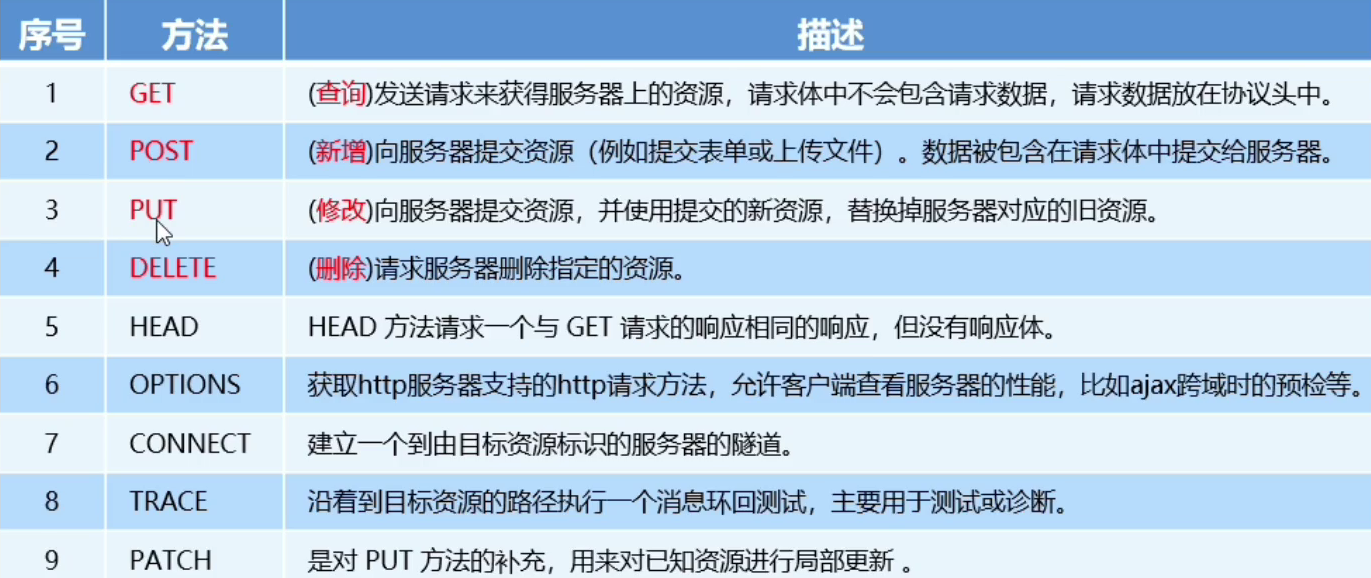 序号 方法 描述
1 GET (查询)发送请求来获得服务器上的资源，请求体中不会包含请求数据，请求数据放在协议头中。
2 POST (新增)向服务器提交资源（例如提交表单或上传文件）。数据被包含在请求体中提交给服务器。
3 PUT (修改)向服务器提交资源，并使用提交的新资源，替换掉服务器对应的旧资源。
4 DELETE (删除)请求服务器删除指定的资源。
5 HEAD HEAD 方法请求一个与 GET 请求的响应相同的响应，但没有响应体。
6 OPTIONS 获取http服务器支持的http请求方法，允许客户端查看服务器的性能，比如ajax跨域时的预检等。
7 CONNECT 建立一个到由目标资源标识的服务器的隧道。
8 TRACE 沿着到目标资源的路径执行一个消息环回测试，主要用于测试或诊断。
9 PATCH 是对 PUT 方法的补充，用来对已知资源进行局部更新 。